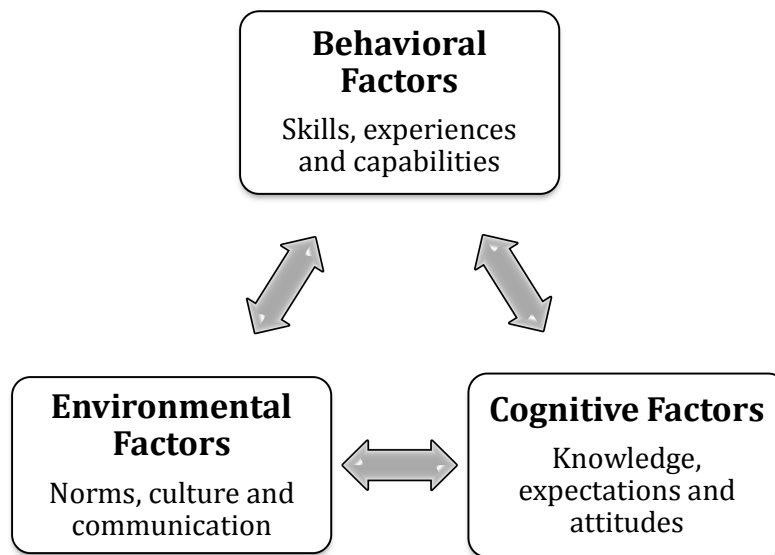 Behavioral
Factors
Skills, experiences
and capabilities
Environmental
Factors
Norms, culture and
communication
Cognitive Factors
Knowledge,
expectations and
attitudes